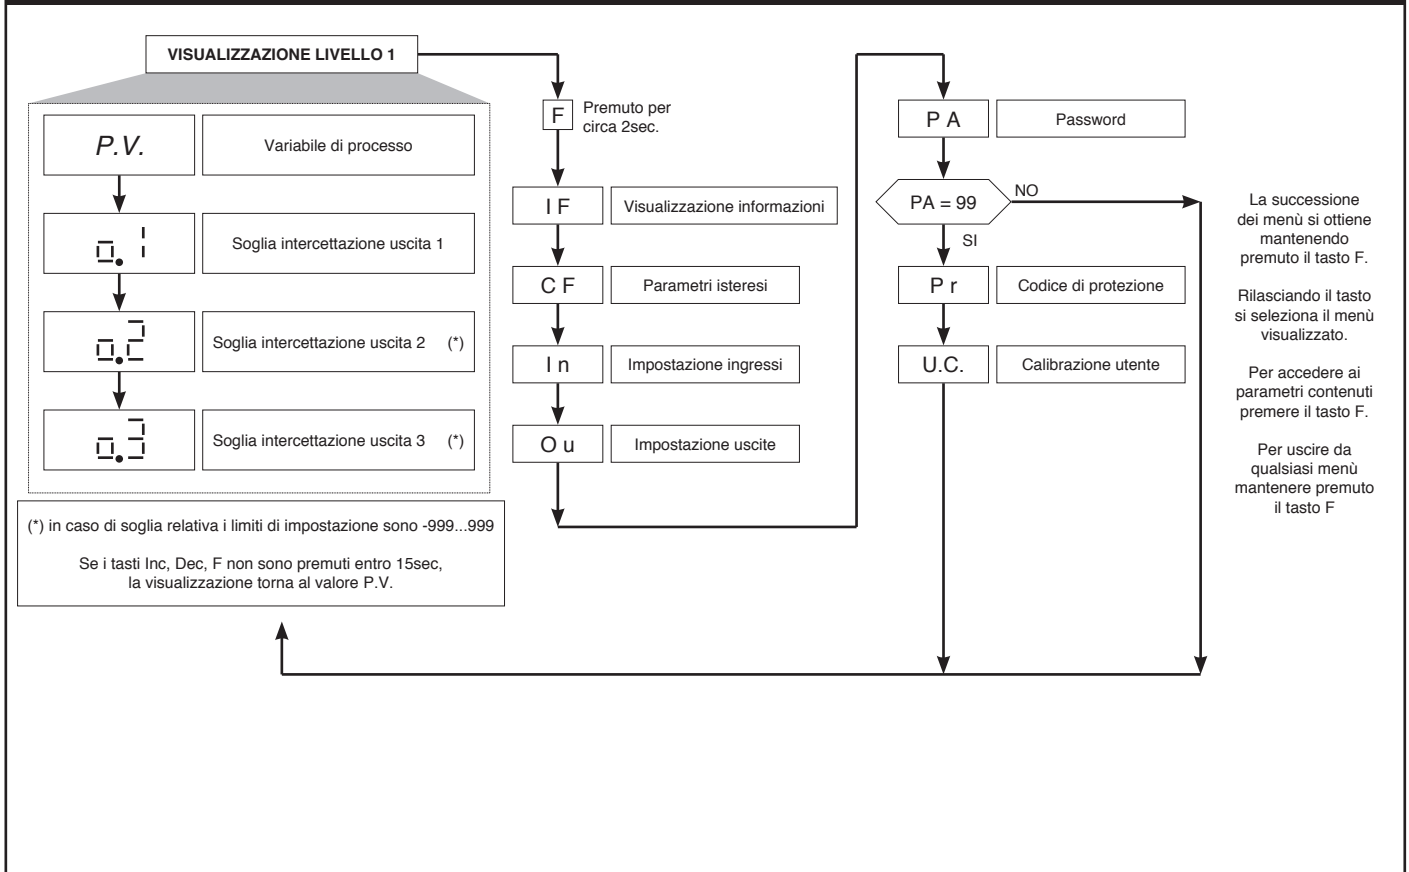 VISUALIZZAZIONE LIVELLO 1
P.V.
Variabile di processo
o.1
Soglia intercettazione uscita 1
o.2
Soglia intercettazione uscita 2 (*)
o.3
Soglia intercettazione uscita 3 (*)
(*) in caso di soglia relativa i limiti di impostazione sono -999...999
Se i tasti Inc, Dec, F non sono premuti entro 15sec,
la visualizzazione torna al valore P.V.
F
Premuto per
circa 2sec.
I F
Visualizzazione informazioni
C F
Parametri isteresi
I n
Impostazione ingressi
O u
Impostazione uscite
P A
Password
PA = 99
NO
SI
P r
Codice di protezione
U.C.
Calibrazione utente
La successione
dei menù si ottiene
mantenendo
premuto il tasto F.
Rilasciando il tasto
si seleziona il menù
visualizzato.
Per accedere ai
parametri contenuti
premere il tasto F.
Per uscire da
qualsiasi menù
mantenere premuto
il tasto F